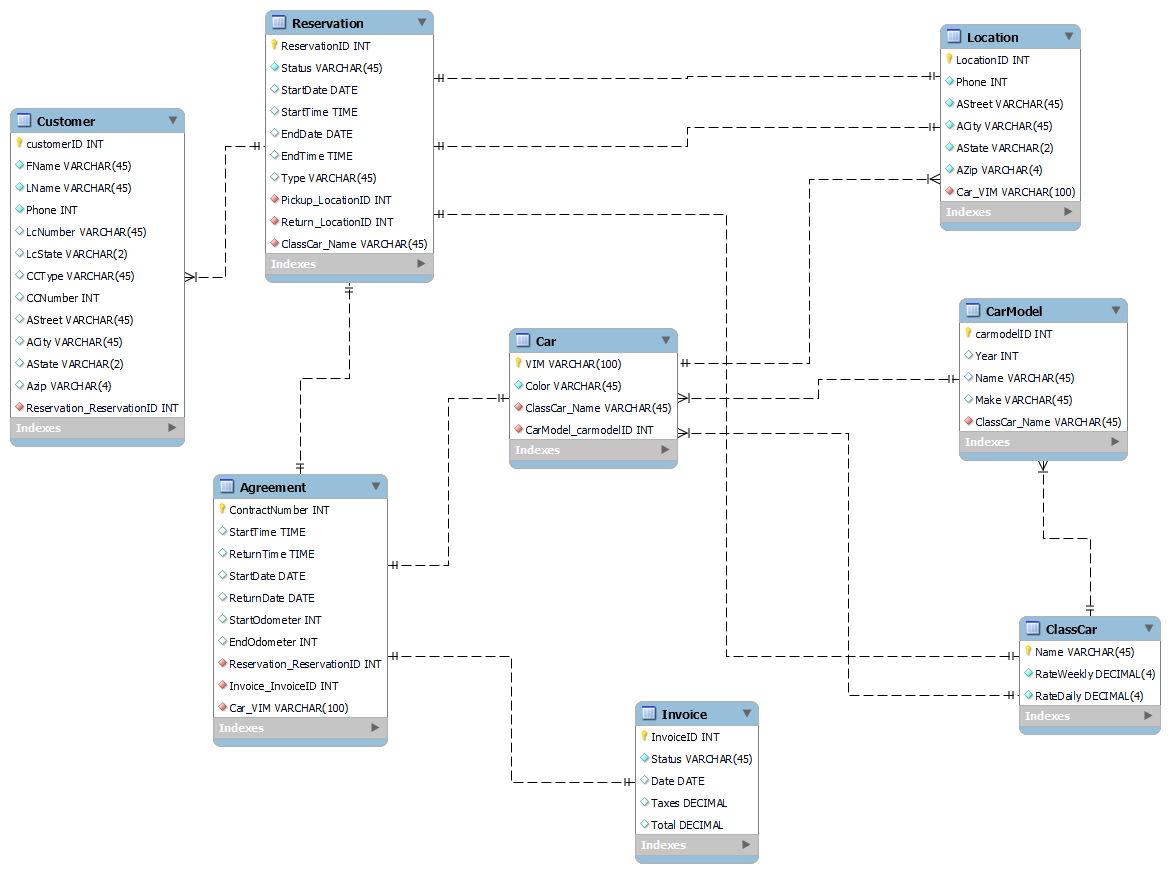 Reservation
ReservationID INT
Status VARCHAR(45)
StartDate DATE
StartTime TIME
EndDate DATE
EndTime TIME
Type VARCHAR(45)
Pickup_LocationID INT
Return_LocationID INT
ClassCar_Name VARCHAR(45)
Indexes
Location
LocationID INT
Phone INT
AStreet VARCHAR(45)
ACity VARCHAR(45)
AState VARCHAR(2)
AZip VARCHAR(4)
Car_VIM VARCHAR(100)
Indexes
Customer
customerID INT
FName VARCHAR(45)
LName VARCHAR(45)
Phone INT
LcNumber VARCHAR(45)
LcState VARCHAR(2)
CCType VARCHAR(45)
CCNumber INT
AStreet VARCHAR(45)
ACity VARCHAR(45)
AState VARCHAR(2)
Azip VARCHAR(4)
Reservation_ReservationID INT
Indexes
Car
VIM VARCHAR(100)
Color VARCHAR(45)
ClassCar_Name VARCHAR(45)
CarModel_carmodelID INT
Indexes
CarModel
carmodelID INT
Year INT
Name VARCHAR(45)
Make VARCHAR(45)
ClassCar_Name VARCHAR(45)
Indexes
Agreement
ContractNumber INT
StartTime TIME
ReturnTime TIME
StartDate DATE
ReturnDate DATE
StartOdometer INT
EndOdometer INT
Reservation_ReservationID INT
Invoice_InvoiceID INT
Car_VIM VARCHAR(100)
Indexes
ClassCar
Name VARCHAR(45)
RateWeekly DECIMAL(4)
RateDaily DECIMAL(4)
Indexes
Invoice
InvoiceID INT
Status VARCHAR(45)
Date DATE
Taxes DECIMAL
Total DECIMAL
Indexes